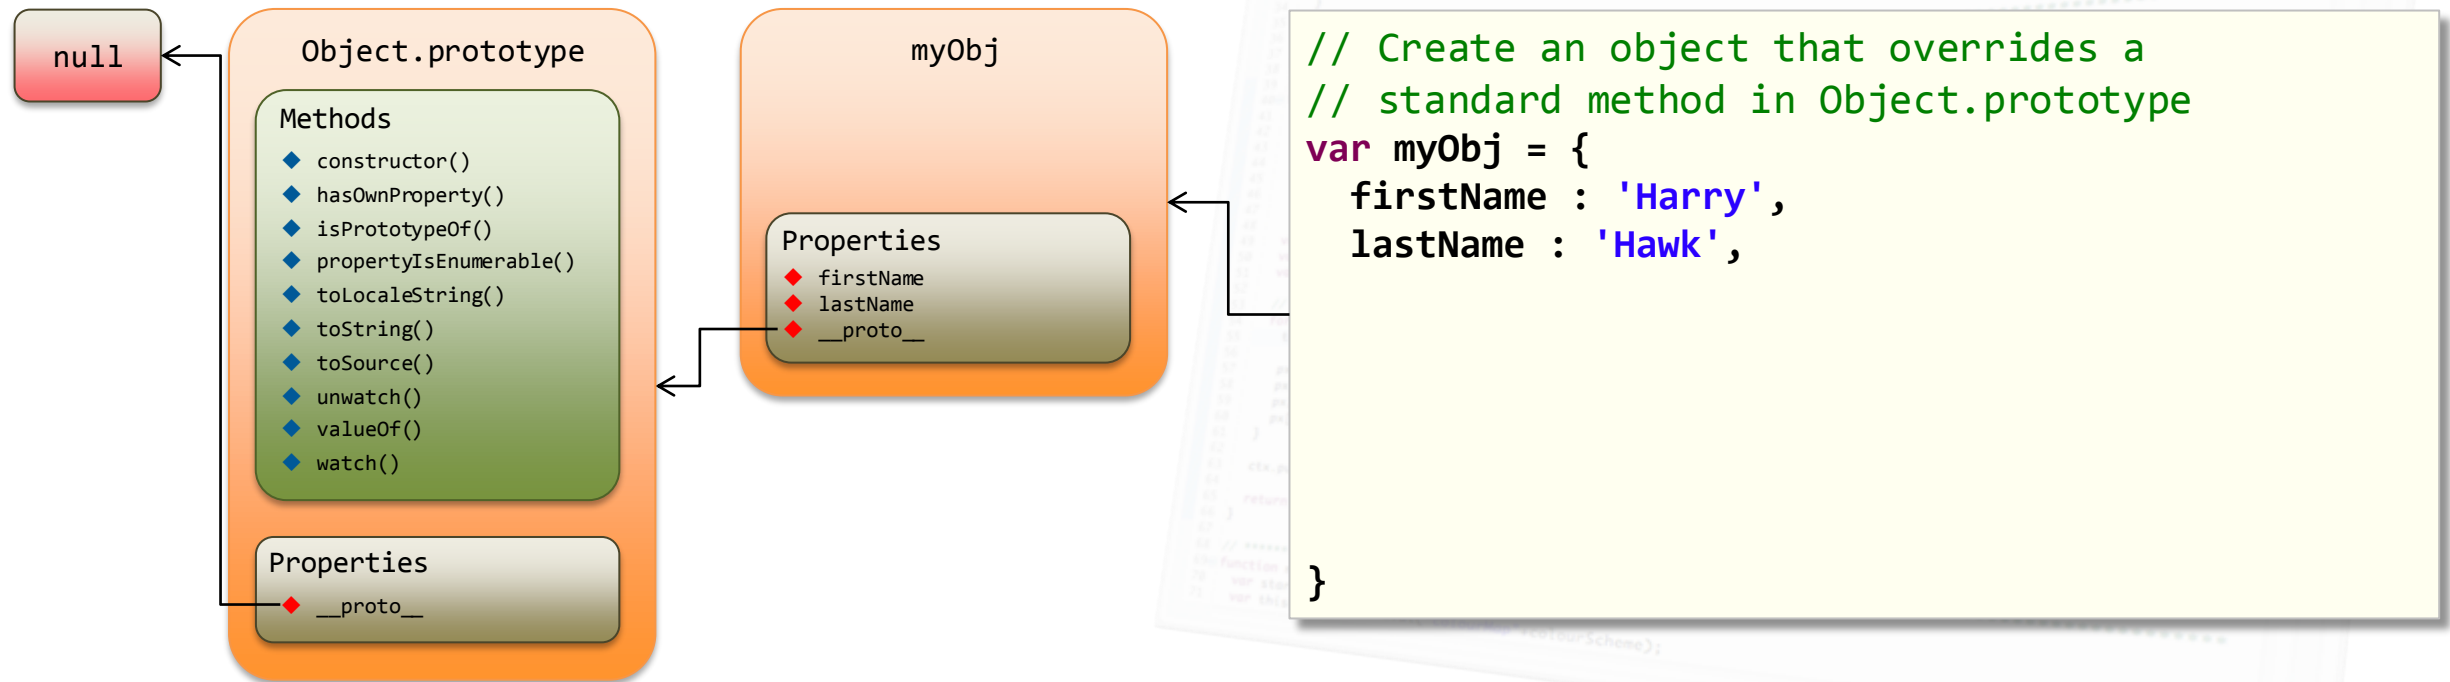 null
Object.prototype
Methods
constructor()
hasOwnProperty()
isPrototypeOf()
propertyIsEnumerable()
toLocaleString()
toString()
toSource()
unwatch()
valueOf()
watch()
Properties
__proto__
myObj
Properties
firstName
lastName
__proto__
// Create an object that overrides a
// standard method in Object.prototype
var myObj = {
firstName : 'Harry',
lastName : 'Hawk',
}